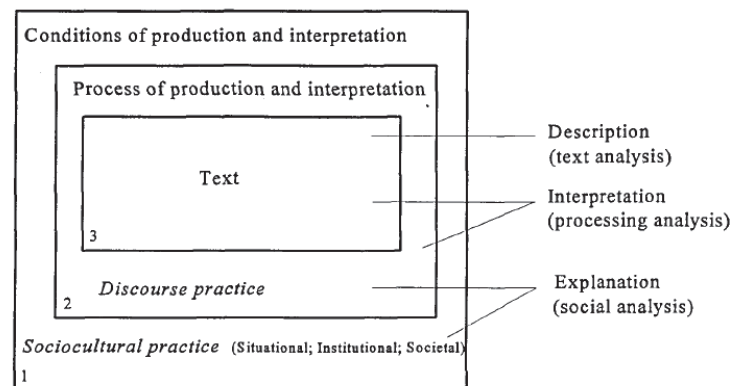 Conditions of production and interpretation
Process of production and interpretation
Description
(text analysis)
Text
Interpretation
(processing analysis)
3
Discourse practice
2
Explanation
(social analysis)
Sociocultural practice (Situational; Institutional; Societal)
1